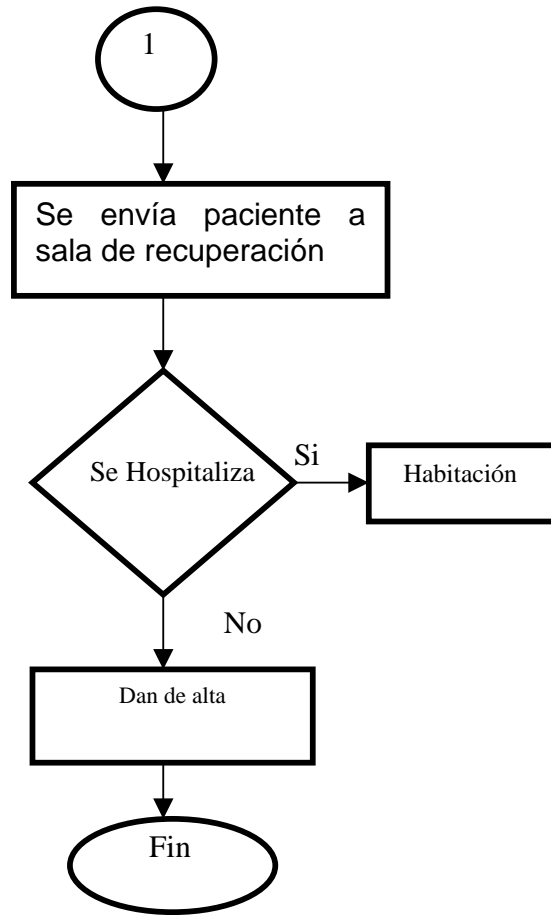 1
Se envía paciente a
sala de recuperación
Se Hospitaliza
Si
Habitación
No
Dan de alta
Fin